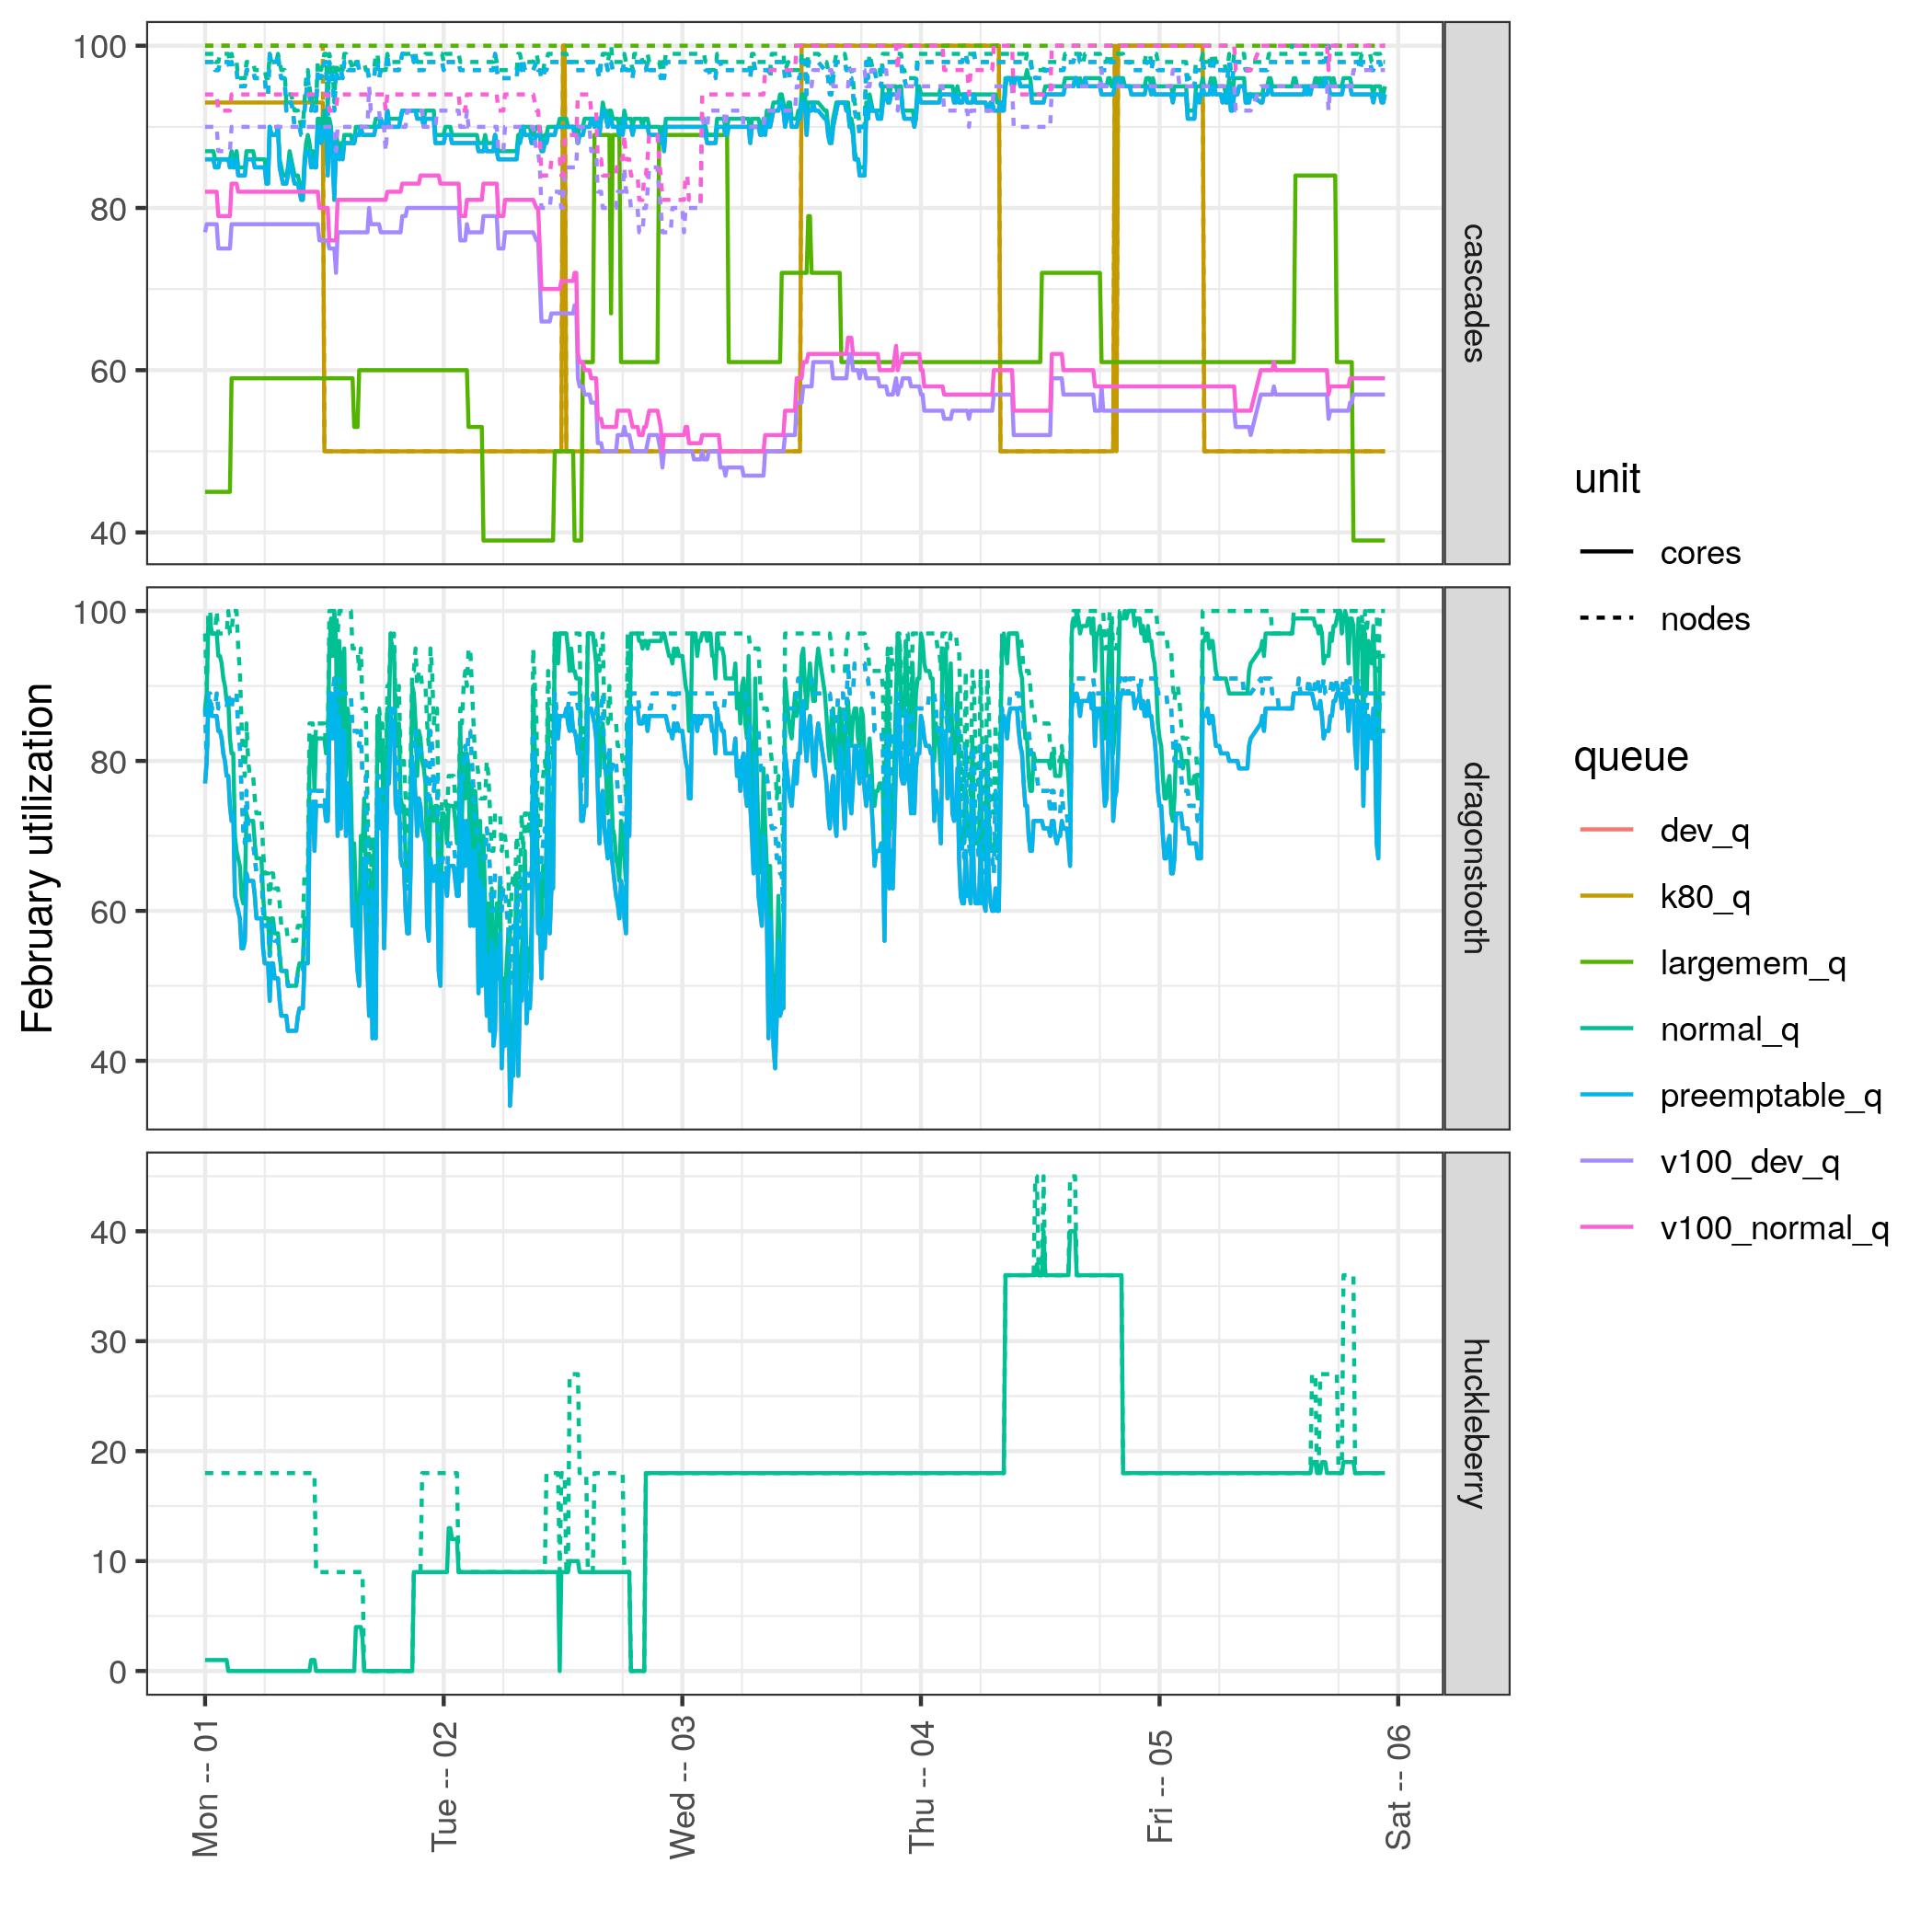 February utilization
100
80
60
40
cascades
100
80
60
40
dragonstooth
40
30
20
10
0
huckleberry
Mon -- 01
Tue -- 02
Wed -- 03
Thu -- 04
Fri -- 05
Sat -- 06
unit
cores
nodes
queue
dev_q
k80_q
largemem_q
normal_q
preemptable_q
v100_dev_q
v100_normal_q